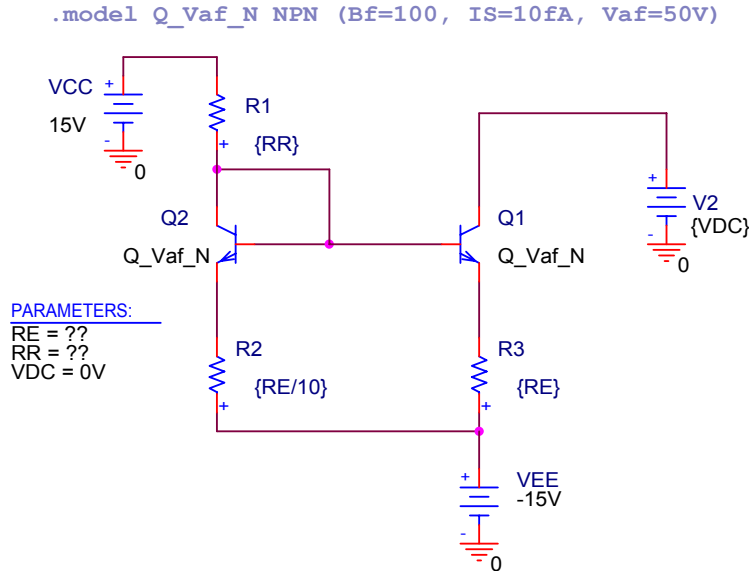 .model Q_Vaf_N NPN (Bf=100, IS=10fA, Vaf=50V)
VCC
+
15V
-
0
R1
+
{RR}
Q2
Q_Vaf_N
Q1
Q_Vaf_N
+
V2
{VDC}
-
0
PARAMETERS:
RE = ??
RR = ??
VDC = 0V
R2
{RE/10}
+
R3
{RE}
+
VEE
+
-15V
-
0